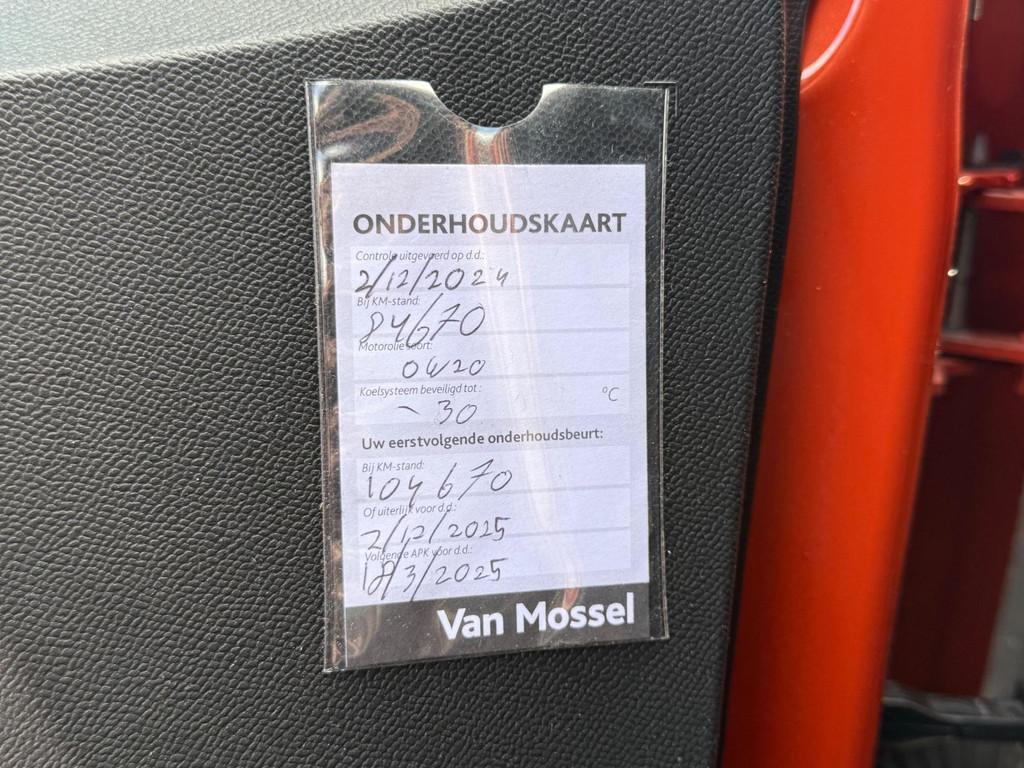 ONDERHOUDSKAART
Controle uitgevoerd op d.d.:
2/12/2024
Bij KM-stand:
84670
Motorolie soort:
0W20
Koelsysteem beveiligd tot :
-30 °C
Uw eerstvolgende onderhoudsbeurt:
Bij KM-stand:
104670
Of uiterlijk voor d.d.:
2/12/2025
Volgende APK voor d.d.:
18/3/2025
Van Mossel